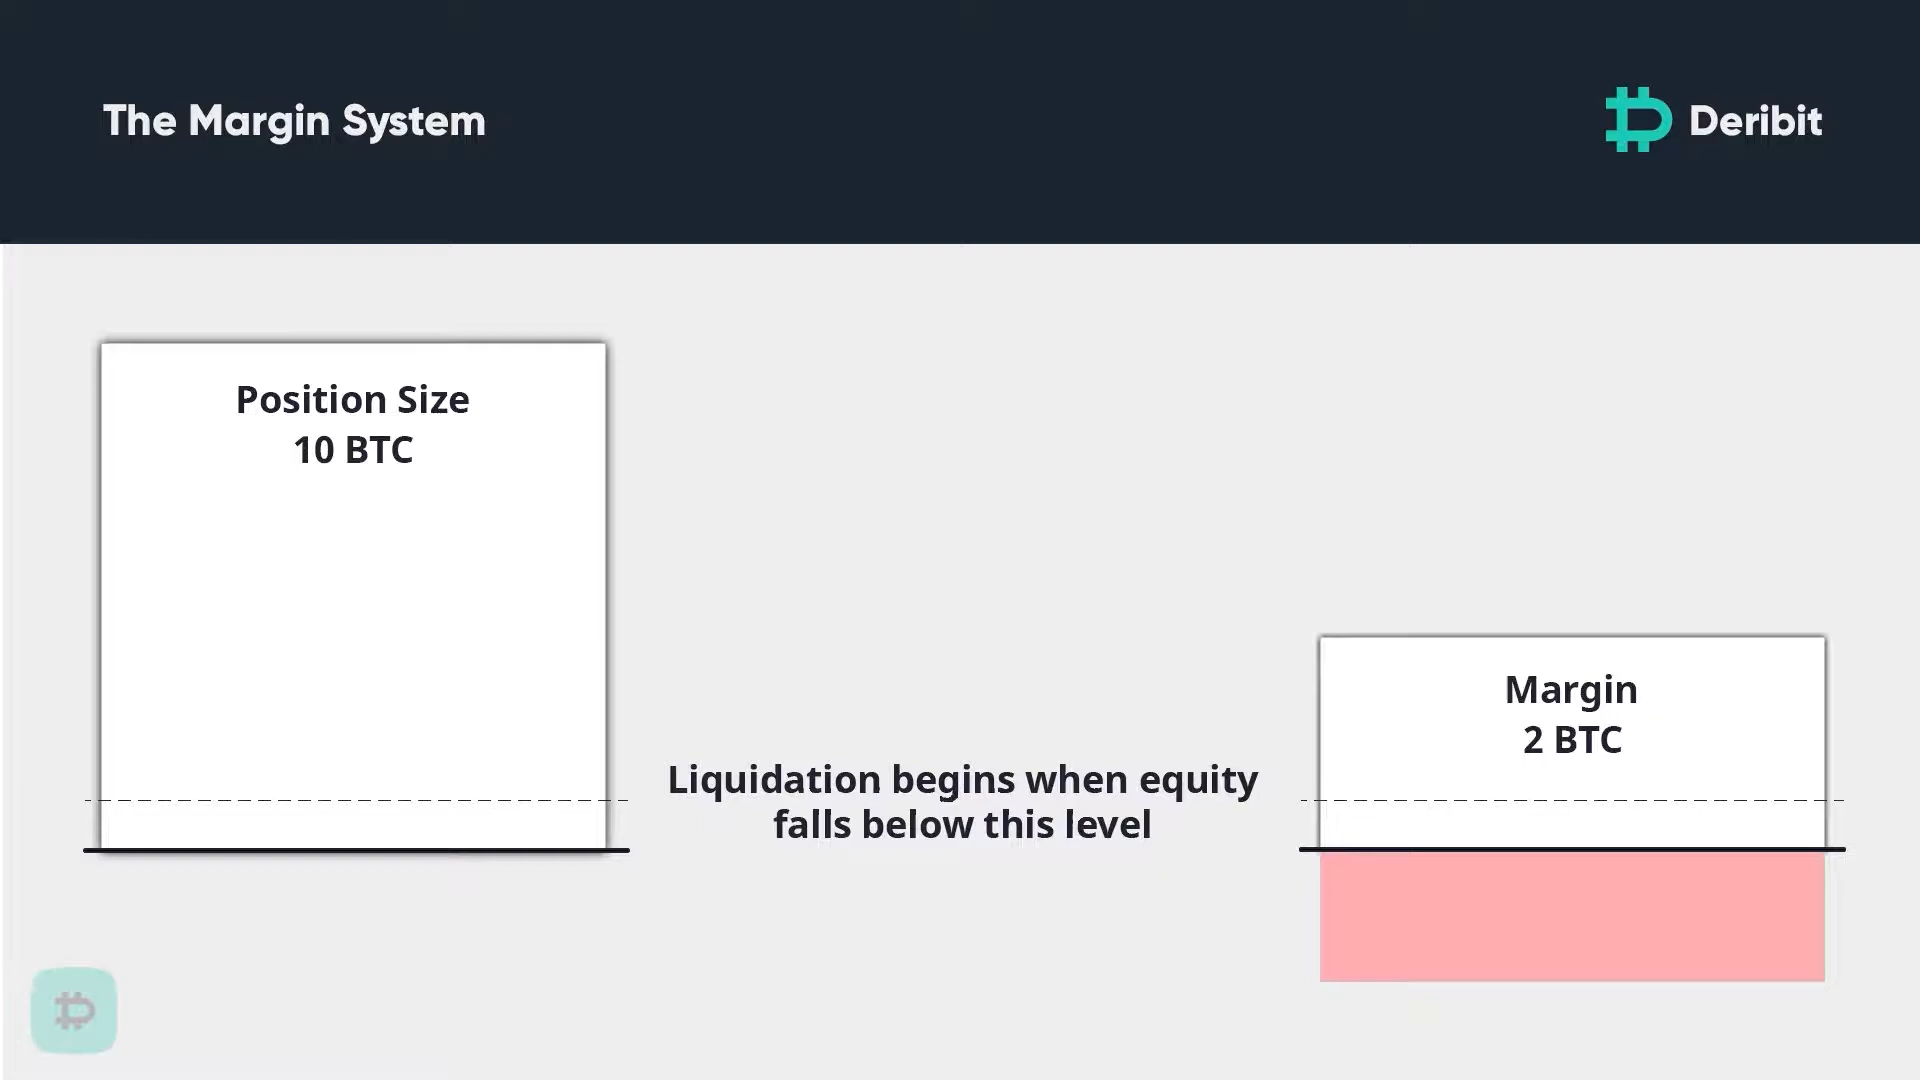 The Margin System
Deribit
Position Size
10 BTC
Liquidation begins when equity
falls below this level
Margin
2 BTC